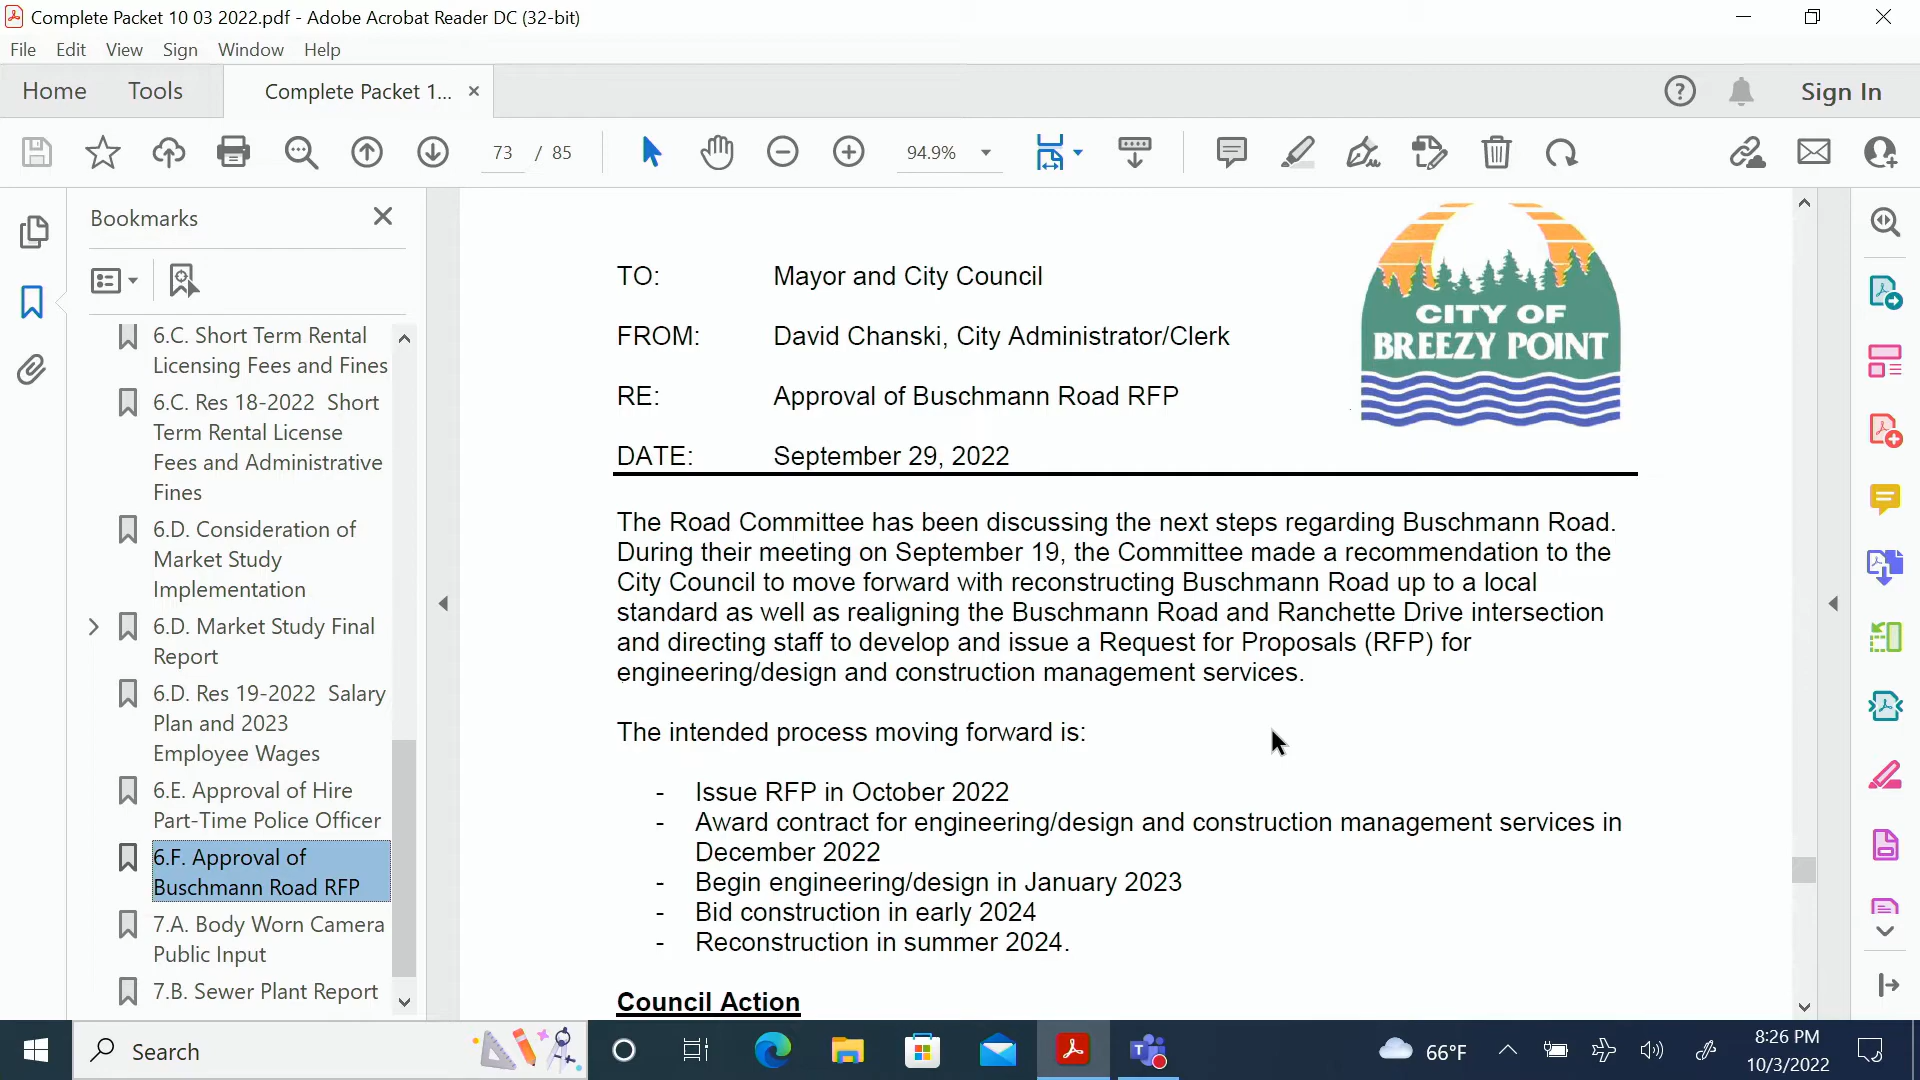 Complete Packet 10 03 2022.pdf - Adobe Acrobat Reader DC (32-bit)
File Edit View Sign Window Help
Home Tools Complete Packet 1... × Sign In
73 / 85 94.9%
Bookmarks
6.C. Short Term Rental
Licensing Fees and Fines
6.C. Res 18-2022 Short
Term Rental License
Fees and Administrative
Fines
6.D. Consideration of
Market Study
Implementation
6.D. Market Study Final
Report
6.D. Res 19-2022 Salary
Plan and 2023
Employee Wages
6.E. Approval of Hire
Part-Time Police Officer
6.F. Approval of
Buschmann Road RFP
7.A. Body Worn Camera
Public Input
7.B. Sewer Plant Report
TO: Mayor and City Council
FROM: David Chanski, City Administrator/Clerk
RE: Approval of Buschmann Road RFP
DATE: September 29, 2022
CITY OF
BREEZY POINT
The Road Committee has been discussing the next steps regarding Buschmann Road.
During their meeting on September 19, the Committee made a recommendation to the
City Council to move forward with reconstructing Buschmann Road up to a local
standard as well as realigning the Buschmann Road and Ranchette Drive intersection
and directing staff to develop and issue a Request for Proposals (RFP) for
engineering/design and construction management services.
The intended process moving forward is:
- Issue RFP in October 2022
- Award contract for engineering/design and construction management services in
December 2022
- Begin engineering/design in January 2023
- Bid construction in early 2024
- Reconstruction in summer 2024.
Council Action
Search
66°F
8:26 PM
10/3/2022